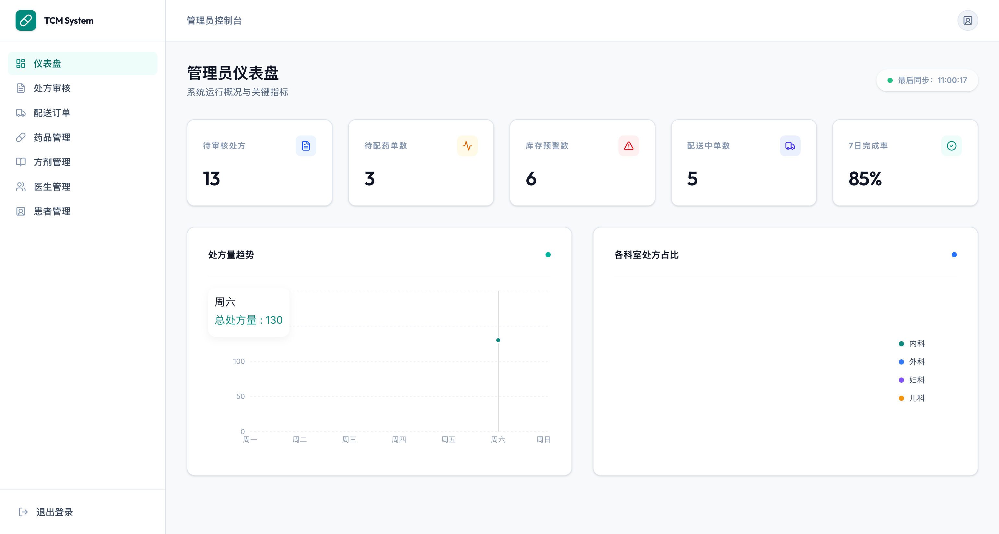 TCM System
管理员控制台
仪表盘
处方审核
配送订单
药品管理
方剂管理
医生管理
患者管理
退出登录
管理员仪表盘
系统运行概况与关键指标
最后同步：11:00:17
待审核处方
13
待配药单数
3
库存预警数
6
配送中单数
5
7日完成率
85%
处方量趋势
周六
总处方量 : 130
100
50
0
周一 周二 周三 周四 周五 周六 周日
各科室处方占比
内科
外科
妇科
儿科